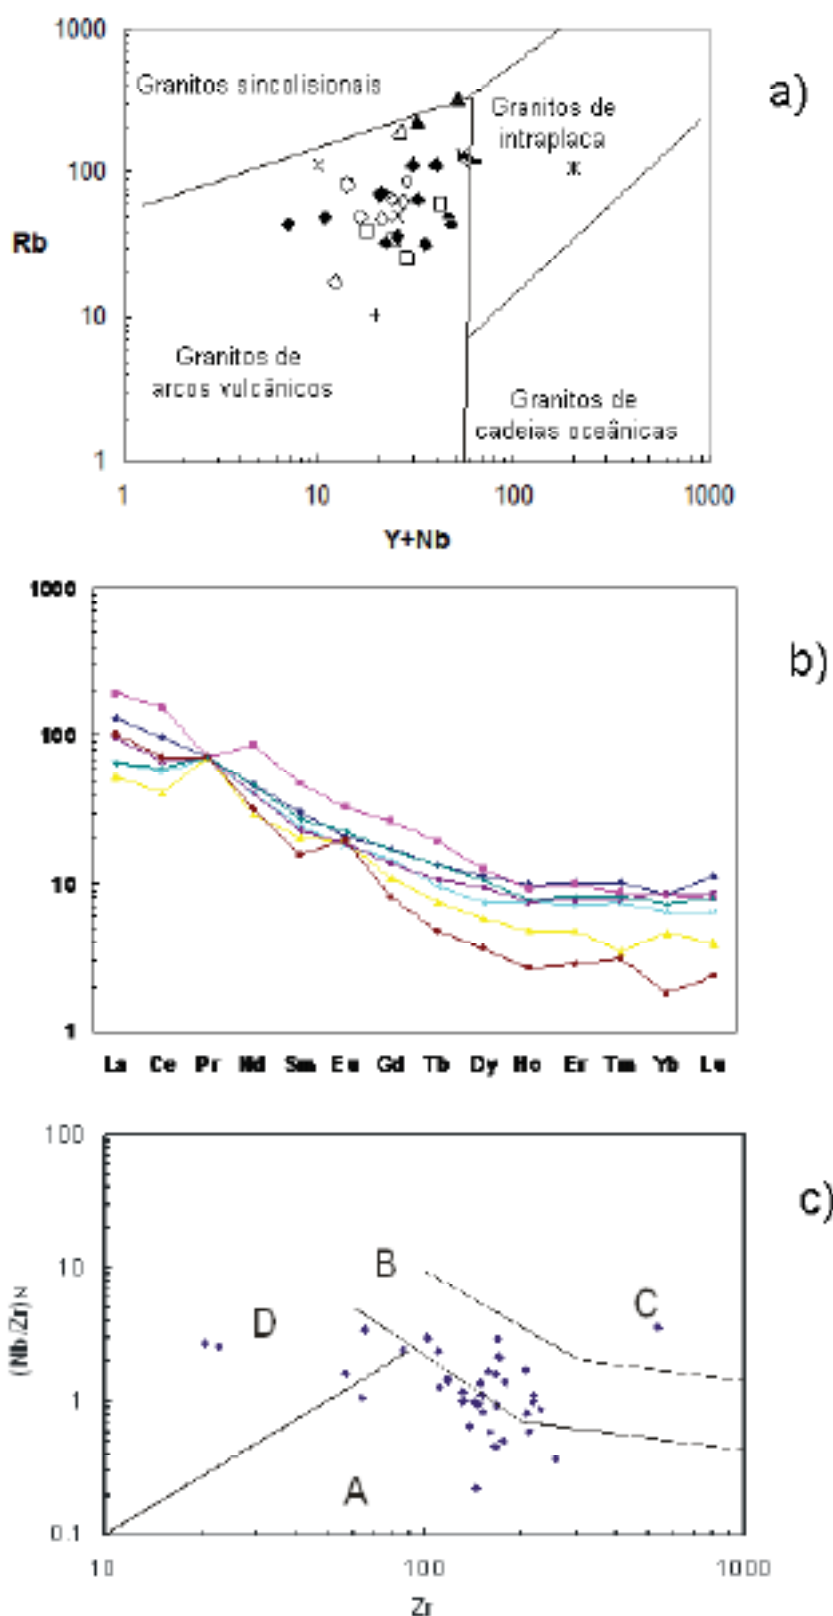 1000
Granitos sincolisionais
a)
Granitos de
intraplaca
100
Rb
10
Granitos de
arcos vulcânicos
Granitos de
cadeias oceânicas
1
1 10 100 1000
Y+Nb
1000
b)
100
10
1
La Ce Pr Nd Sm Eu Gd Tb Dy Ho Er Tm Yb Lu
100
c)
B
10
C
D
(Nb/Zr)N
1
A
0.1
10 100 1000
Zr